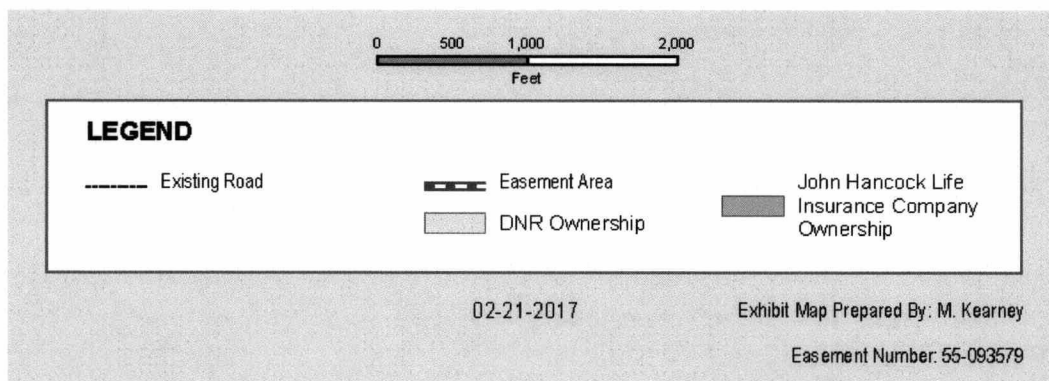 0 500 1,000 2,000
Feet
LEGEND
Existing Road
Easement Area
DNR Ownership
John Hancock Life
Insurance Company
Ownership
02-21-2017
Exhibit Map Prepared By: M. Kearney
Easement Number: 55-093579